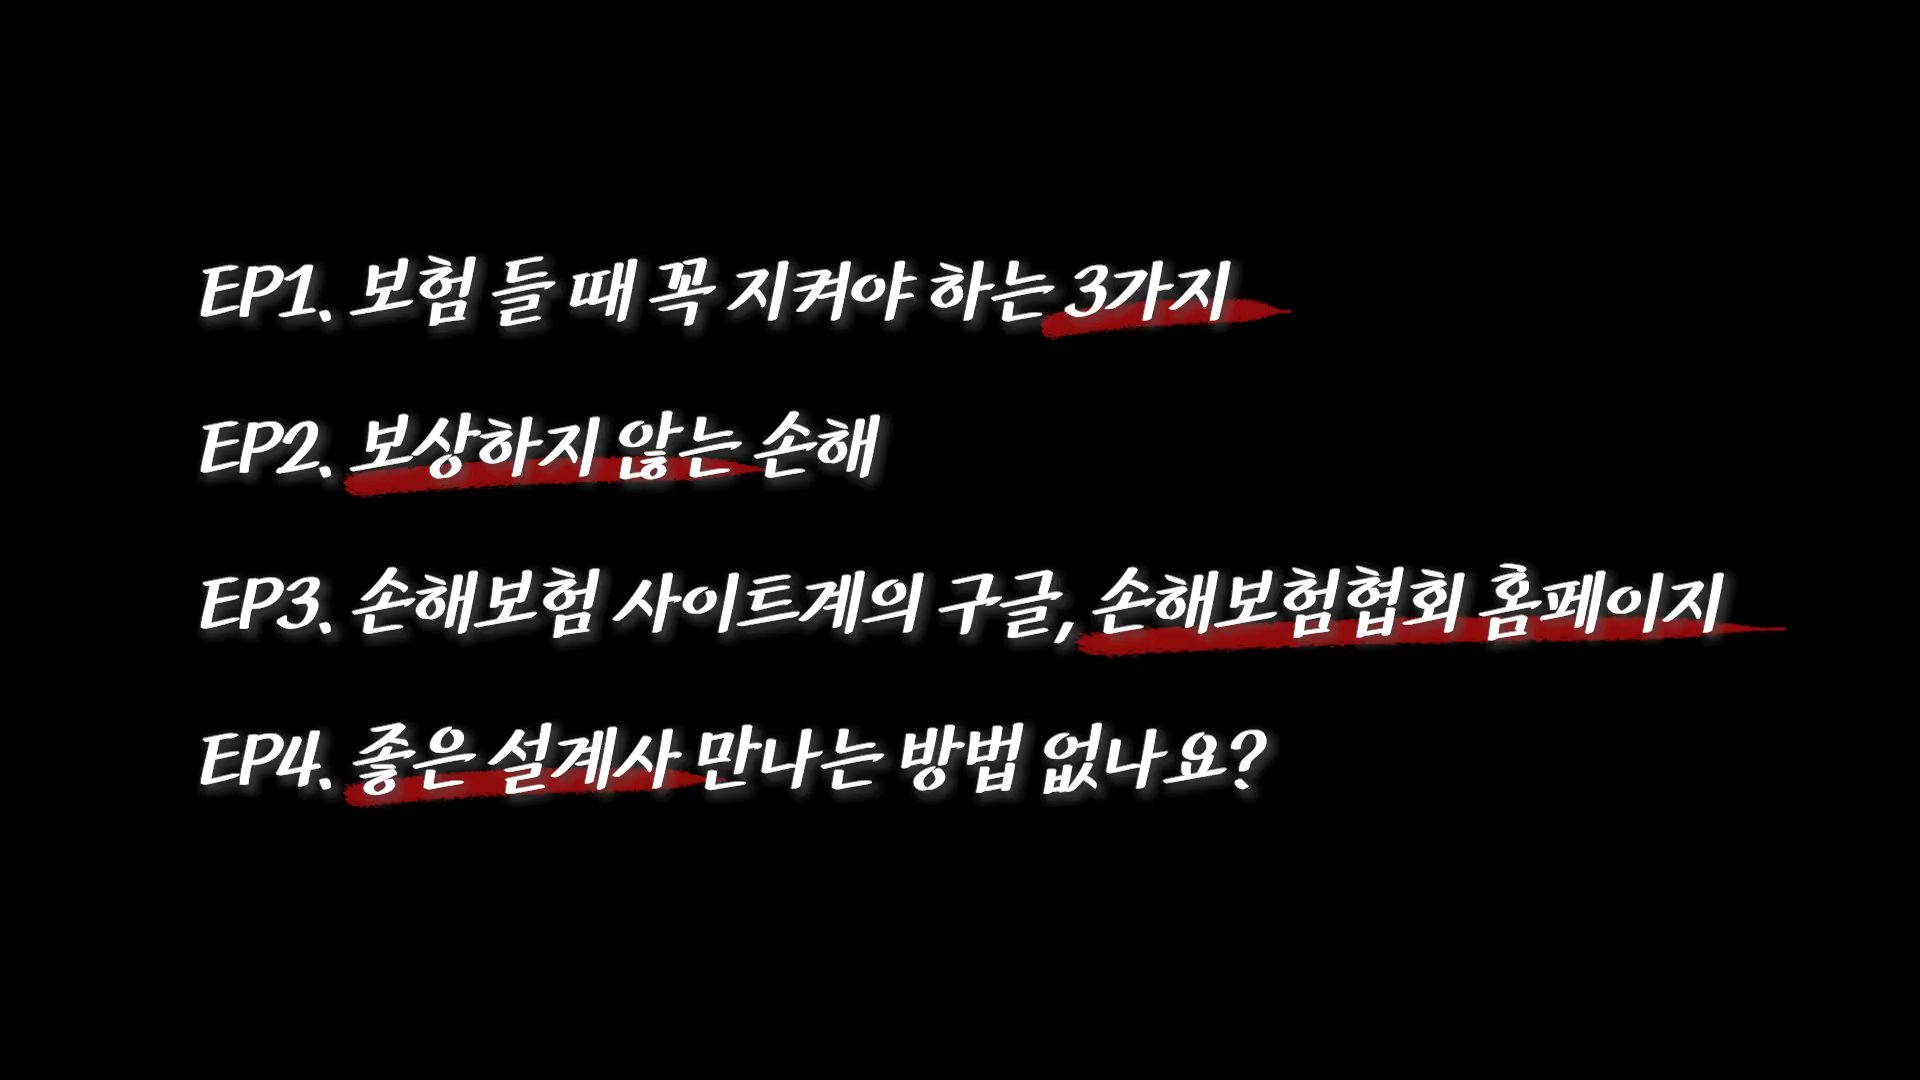 EP1. 보험 들 때 꼭 지켜야 하는 3가지
EP2. 보상하지 않는 손해
EP3. 손해보험 사이트계의 구글, 손해보험협회 홈페이지
EP4. 좋은 설계사 만나는 방법 없나요?